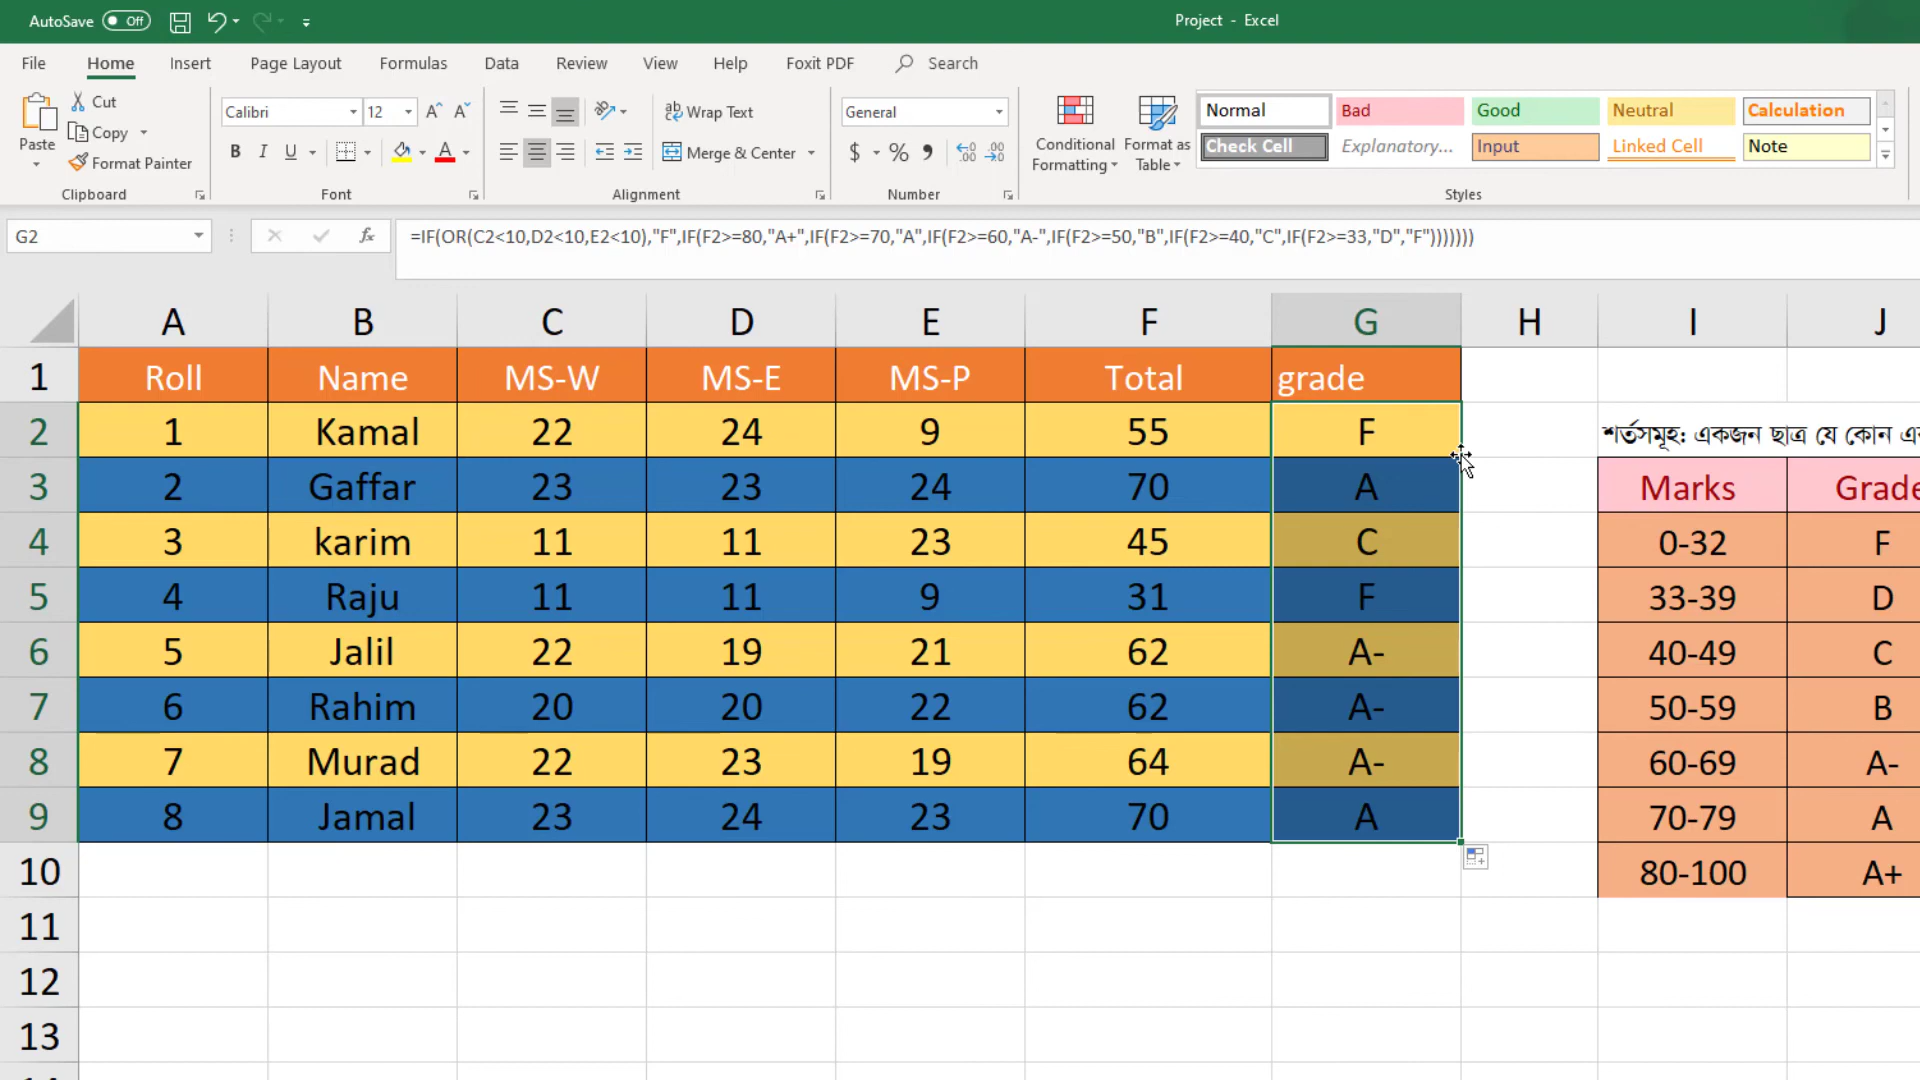 AutoSave Off
Project - Excel
File Home Insert Page Layout Formulas Data Review View Help Foxit PDF Search
Paste
Cut
Copy
Format Painter
Clipboard
Calibri 12
B I U
Font
Wrap Text
Merge & Center
Alignment
General
$ % ,
Number
Conditional Formatting
Format as Table
Normal Bad Good Neutral Calculation
Check Cell Explanatory... Input Linked Cell Note
Styles
G2 fx =IF(OR(C2<10,D2<10,E2<10),"F",IF(F2>=80,"A+",IF(F2>=70,"A",IF(F2>=60,"A-",IF(F2>=50,"B",IF(F2>=40,"C",IF(F2>=33,"D","F")))))))
A B C D E F G H I J
1 Roll Name MS-W MS-E MS-P Total grade
2 1 Kamal 22 24 9 55 F শর্তসমূহ: একজন ছাত্র যে কোন
3 2 Gaffar 23 23 24 70 A Marks Grade
4 3 karim 11 11 23 45 C 0-32 F
5 4 Raju 11 11 9 31 F 33-39 D
6 5 Jalil 22 19 21 62 A- 40-49 C
7 6 Rahim 20 20 22 62 A- 50-59 B
8 7 Murad 22 23 19 64 A- 60-69 A-
9 8 Jamal 23 24 23 70 A 70-79 A
10 80-100 A+
11
12
13